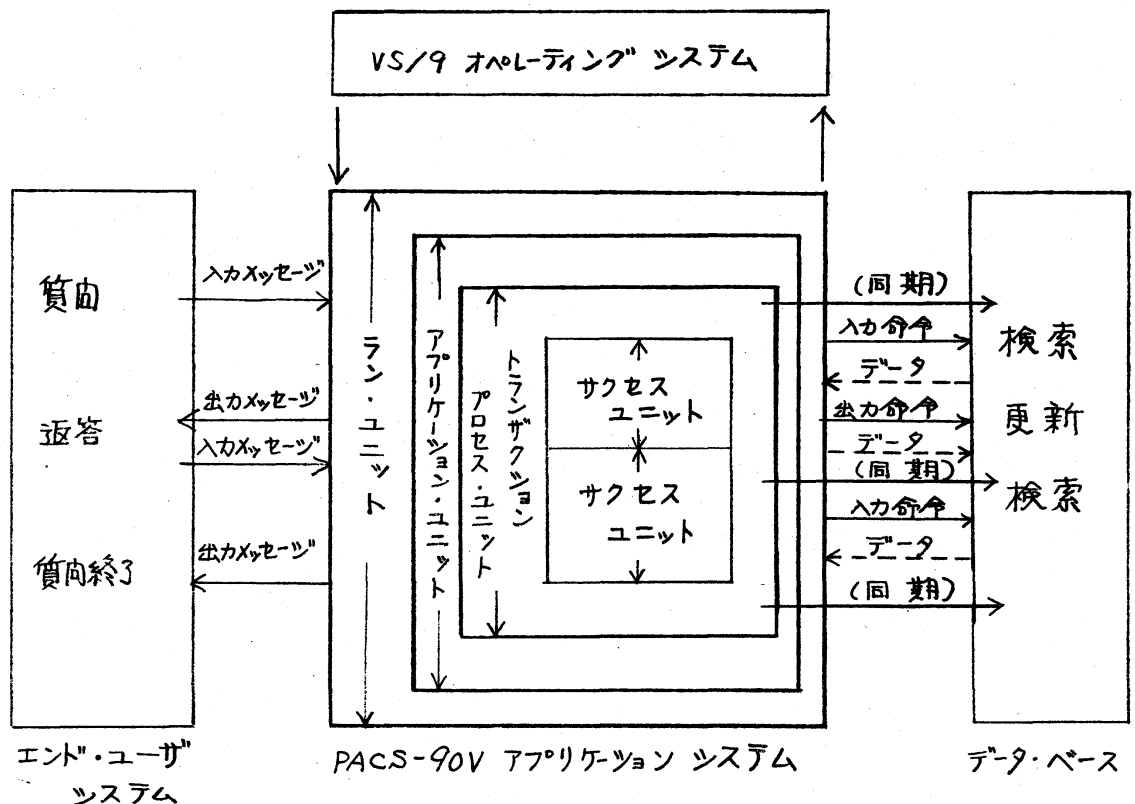 VS/9 オペレーティング システム
質向
返答
質向終了
入力メッセージ
出力メッセージ
入力メッセージ
出力メッセージ
ラン・ユニット
アプリケーション・ユニット
トランザクション
プロセス・ユニット
サクセス
ユニット
サクセス
ユニット
(同期)
入力命令
データ
出力命令
データ
(同期)
入力命令
データ
(同期)
検索
更新
検索
エンド・ユーザ
システム
PACS-90V アプリケーション システム
データ・ベース